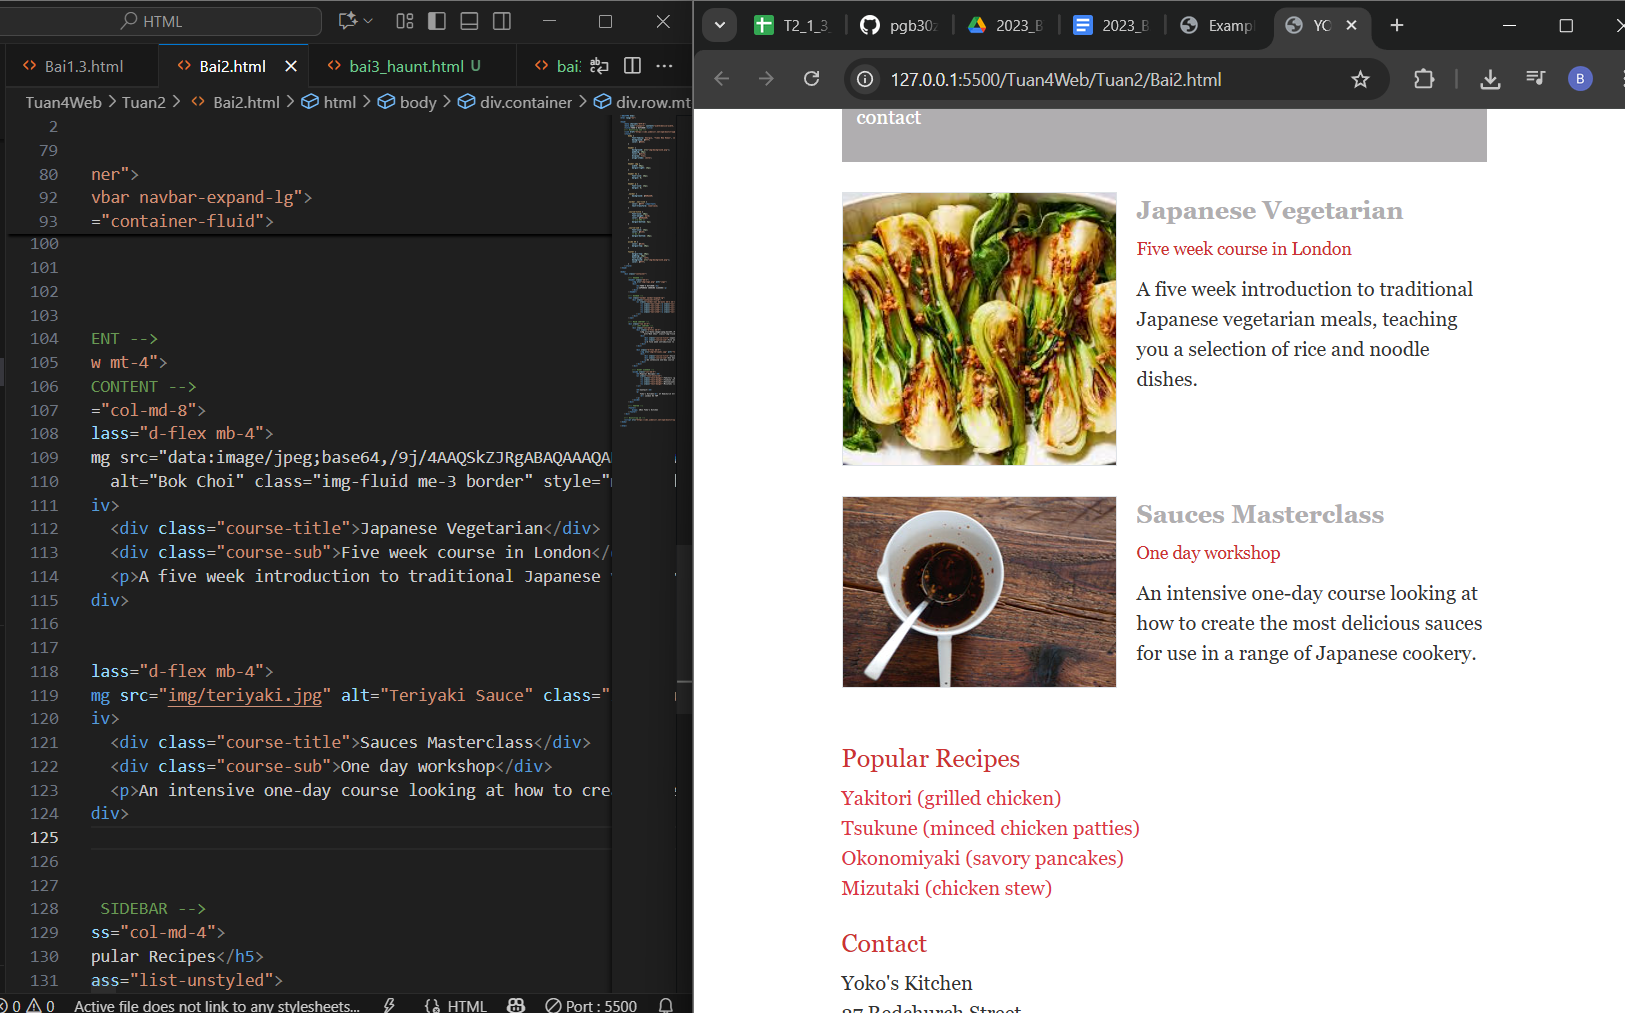 HTML
Bai1.3.html
Bai2.html
bai3_haunt.html U
bai:
Tuan4Web > Tuan2 > Bai2.html > html > body > div.container > div.row.mt
2
79
80 ner">
92 vbar navbar-expand-lg">
93 ="container-fluid">
100
101
102
103
104 ENT -->
105 w mt-4">
106 CONTENT -->
107 ="col-md-8">
108 lass="d-flex mb-4">
109 mg src="data:image/jpeg;base64,/9j/4AAQSkZJRgABAQAAAQA
110 alt="Bok Choi" class="img-fluid me-3 border" style="
111 iv>
112 <div class="course-title">Japanese Vegetarian</div>
113 <div class="course-sub">Five week course in London</
114 <p>A five week introduction to traditional Japanese
115 div>
116
117
118 lass="d-flex mb-4">
119 mg src="img/teriyaki.jpg" alt="Teriyaki Sauce" class="
120 iv>
121 <div class="course-title">Sauces Masterclass</div>
122 <div class="course-sub">One day workshop</div>
123 <p>An intensive one-day course looking at how to cre
124 div>
125
126
127
128 SIDEBAR -->
129 ss="col-md-4">
130 pular Recipes</h5>
131 ass="list-unstyled">
0 0 Active file does not link to any stylesheets... HTML Port : 5500
T2_1_3_
pgb30z
2023_B
2023_B
Examp
YO
127.0.0.1:5500/Tuan4Web/Tuan2/Bai2.html
B
contact
Japanese Vegetarian
Five week course in London
A five week introduction to traditional
Japanese vegetarian meals, teaching
you a selection of rice and noodle
dishes.
Sauces Masterclass
One day workshop
An intensive one-day course looking at
how to create the most delicious sauces
for use in a range of Japanese cookery.
Popular Recipes
Yakitori (grilled chicken)
Tsukune (minced chicken patties)
Okonomiyaki (savory pancakes)
Mizutaki (chicken stew)
Contact
Yoko's Kitchen
27 Redchurch Street